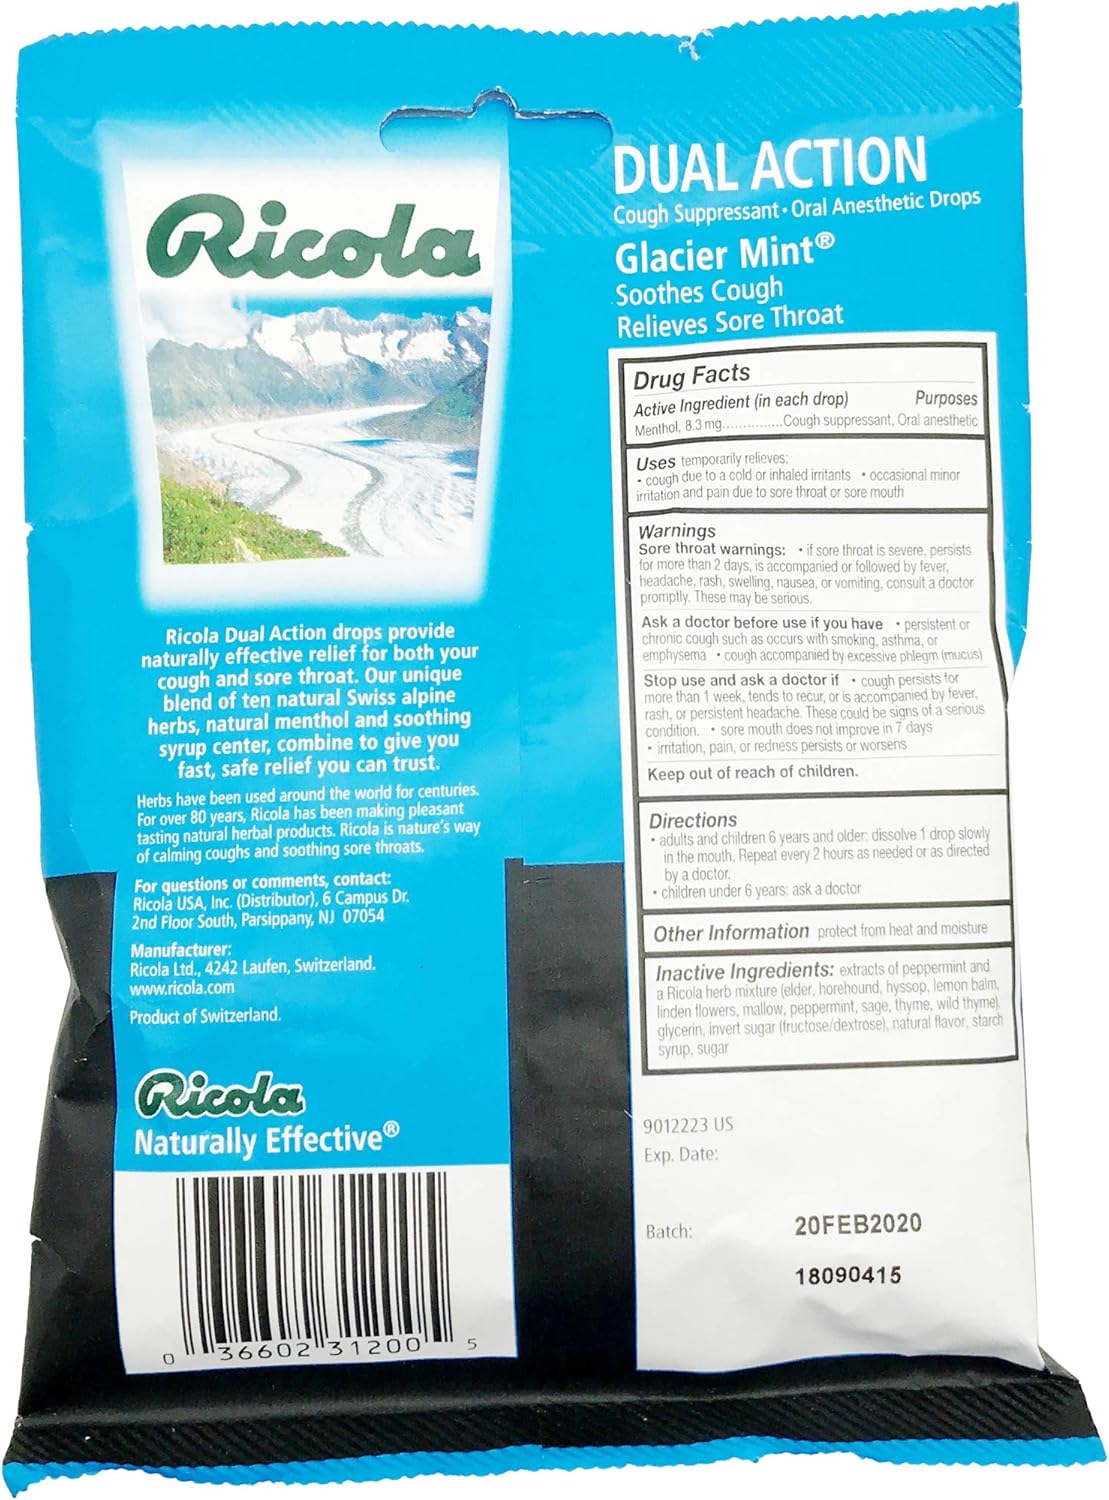 Ricola
Ricola Dual Action drops provide
naturally effective relief for both your
cough and sore throat. Our unique
blend of ten natural Swiss alpine
herbs, natural menthol and soothing
syrup center, combine to give you
fast, safe relief you can trust.
Herbs have been used around the world for centuries.
For over 80 years, Ricola has been making pleasant
tasting natural herbal products. Ricola is nature's way
of calming coughs and soothing sore throats.
For questions or comments, contact:
Ricola USA, Inc. (Distributor), 6 Campus Dr.
2nd Floor South, Parsippany, NJ 07054
Manufacturer:
Ricola Ltd., 4242 Laufen, Switzerland.
www.ricola.com
Product of Switzerland.
Ricola
Naturally Effective®
0 36602 31200 5
DUAL ACTION
Cough Suppressant • Oral Anesthetic Drops
Glacier Mint®
Soothes Cough
Relieves Sore Throat
Drug Facts
Active Ingredient (in each drop) Purposes
Menthol, 8.3 mg...............Cough suppressant, Oral anesthetic
Uses temporarily relieves:
• cough due to a cold or inhaled irritants • occasional minor
irritation and pain due to sore throat or sore mouth
Warnings
Sore throat warnings: • if sore throat is severe, persists
for more than 2 days, is accompanied or followed by fever,
headache, rash, swelling, nausea, or vomiting, consult a doctor
promptly. These may be serious.
Ask a doctor before use if you have • persistent or
chronic cough such as occurs with smoking, asthma, or
emphysema • cough accompanied by excessive phlegm (mucus)
Stop use and ask a doctor if • cough persists for
more than 1 week, tends to recur, or is accompanied by fever,
rash, or persistent headache. These could be signs of a serious
condition. • sore mouth does not improve in 7 days
• irritation, pain, or redness persists or worsens
Keep out of reach of children.
Directions
• adults and children 6 years and older: dissolve 1 drop slowly
in the mouth. Repeat every 2 hours as needed or as directed
by a doctor.
• children under 6 years: ask a doctor
Other Information protect from heat and moisture
Inactive Ingredients: extracts of peppermint and
a Ricola herb mixture (elder, horehound, hyssop, lemon balm,
linden flowers, mallow, peppermint, sage, thyme, wild thyme),
glycerin, invert sugar (fructose/dextrose), natural flavor, starch
syrup, sugar
9012223 US
Exp. Date:
20FEB2020
Batch:
18090415